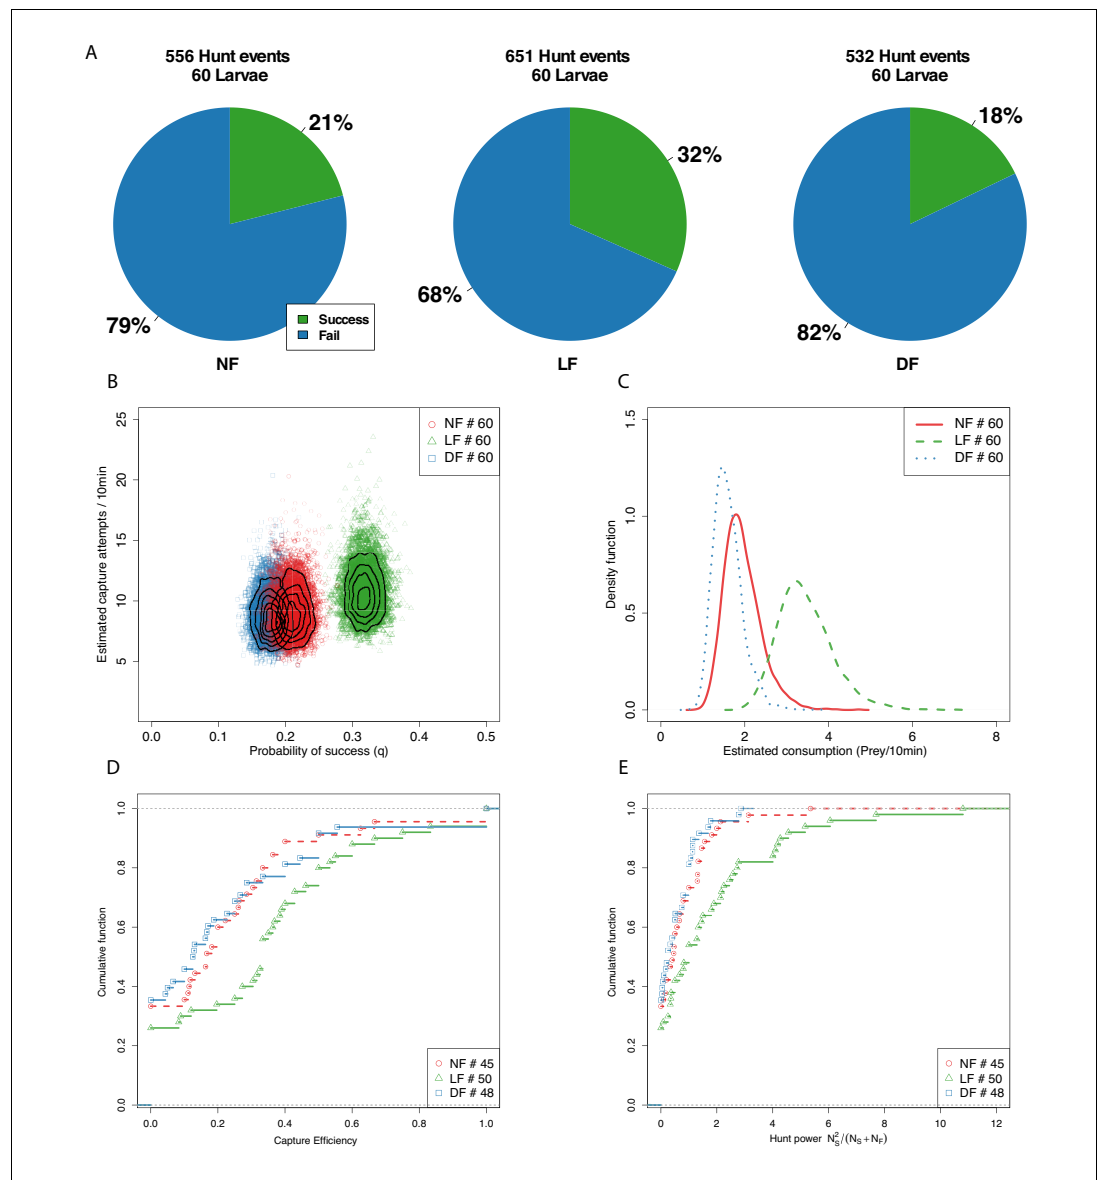 A
556 Hunt events
60 Larvae
651 Hunt events
60 Larvae
532 Hunt events
60 Larvae
21%
79%
32%
68%
18%
82%
Success
Fail
NF
LF
DF
B
Estimated capture attempts / 10min
25
20
15
10
5
NF # 60
LF # 60
DF # 60
0.0 0.1 0.2 0.3 0.4 0.5
Probability of success (q)
C
Density function
1.5
1.0
0.5
0.0
NF # 60
LF # 60
DF # 60
0 2 4 6 8
Estimated consumption (Prey/10min)
D
Cumulative function
1.0
0.8
0.6
0.4
0.2
0.0
NF # 45
LF # 50
DF # 48
0.0 0.2 0.4 0.6 0.8 1.0
Capture Efficiency
E
Cumulative function
1.0
0.8
0.6
0.4
0.2
0.0
NF # 45
LF # 50
DF # 48
0 2 4 6 8 10 12
Hunt power N_S^2/(N_S+N_F)